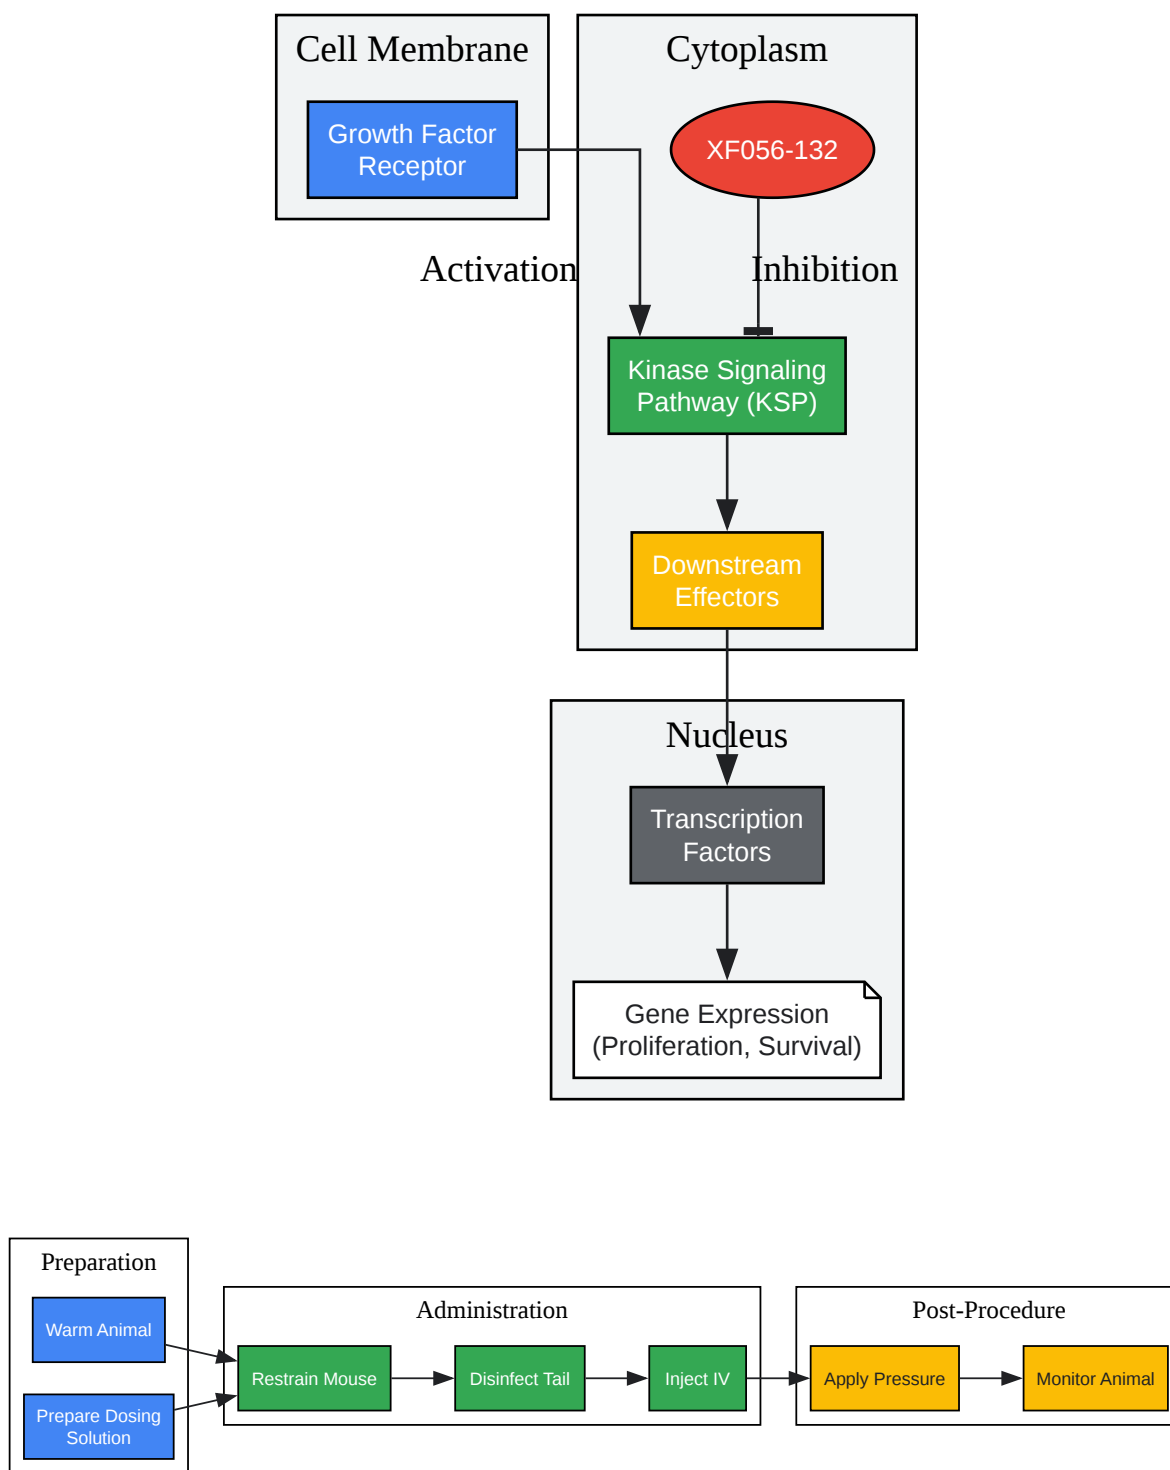 Cell Membrane
Cytoplasm
Growth Factor
Receptor
XF056-132
Activation
Inhibition
Kinase Signaling
Pathway (KSP)
Downstream
Effectors
Nucleus
Transcription
Factors
Gene Expression
(Proliferation, Survival)
Preparation
Warm Animal
Prepare Dosing
Solution
Administration
Restrain Mouse
Disinfect Tail
Inject IV
Post-Procedure
Apply Pressure
Monitor Animal